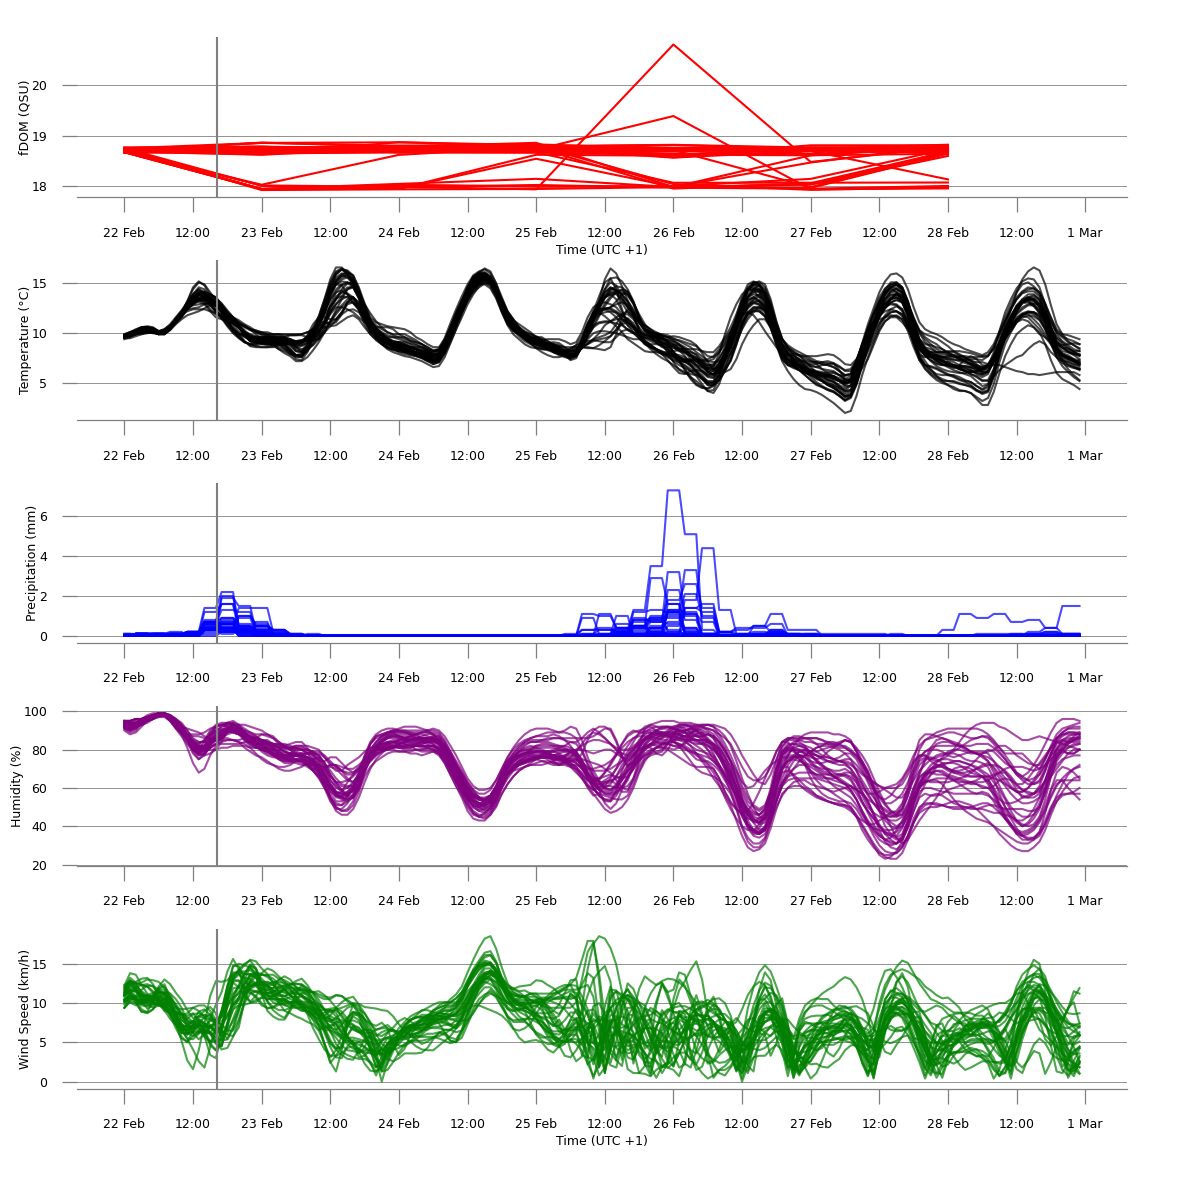 fDOM (QSU)
20
19
18
22 Feb 12:00 23 Feb 12:00 24 Feb 12:00 25 Feb 12:00 26 Feb 12:00 27 Feb 12:00 28 Feb 12:00 1 Mar
Time (UTC +1)
Temperature (°C)
15
10
5
22 Feb 12:00 23 Feb 12:00 24 Feb 12:00 25 Feb 12:00 26 Feb 12:00 27 Feb 12:00 28 Feb 12:00 1 Mar
Precipitation (mm)
6
4
2
0
22 Feb 12:00 23 Feb 12:00 24 Feb 12:00 25 Feb 12:00 26 Feb 12:00 27 Feb 12:00 28 Feb 12:00 1 Mar
Humidity (%)
100
80
60
40
20
22 Feb 12:00 23 Feb 12:00 24 Feb 12:00 25 Feb 12:00 26 Feb 12:00 27 Feb 12:00 28 Feb 12:00 1 Mar
Wind Speed (km/h)
15
10
5
0
22 Feb 12:00 23 Feb 12:00 24 Feb 12:00 25 Feb 12:00 26 Feb 12:00 27 Feb 12:00 28 Feb 12:00 1 Mar
Time (UTC +1)